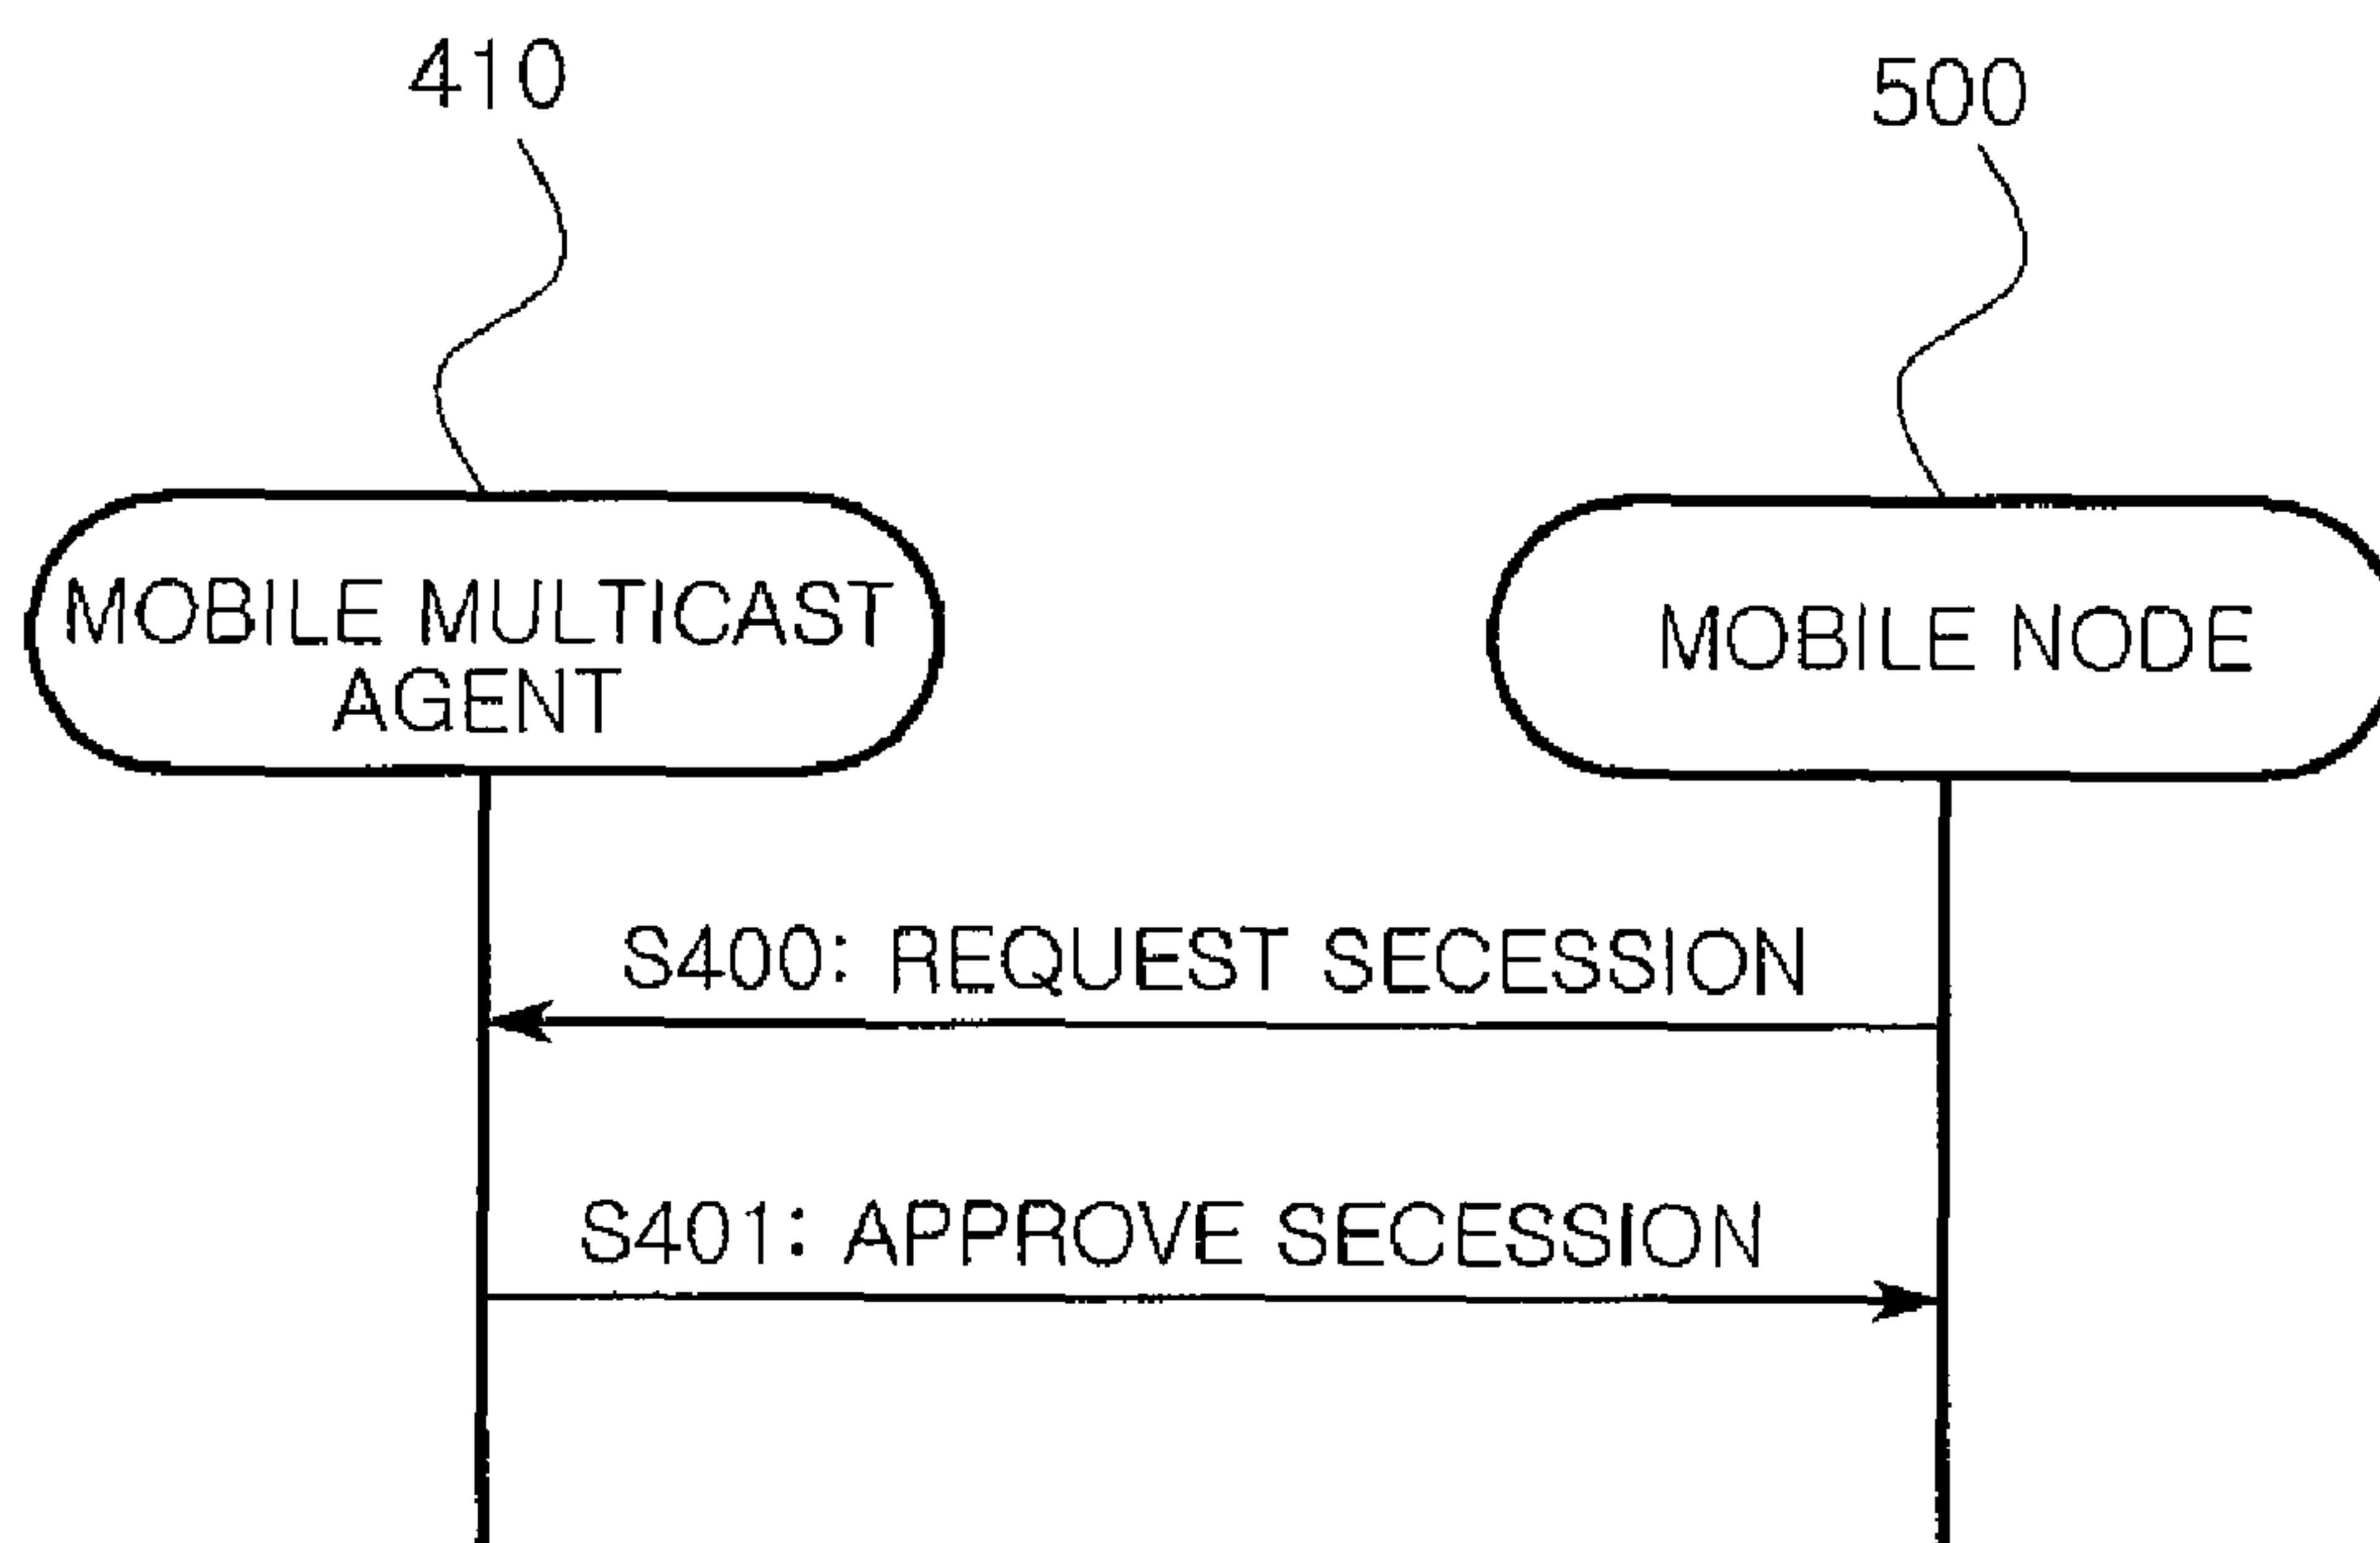 410
500
MOBILE MULTICAST
AGENT
MOBILE NODE
S400: REQUEST SECESSION
S401: APPROVE SECESSION